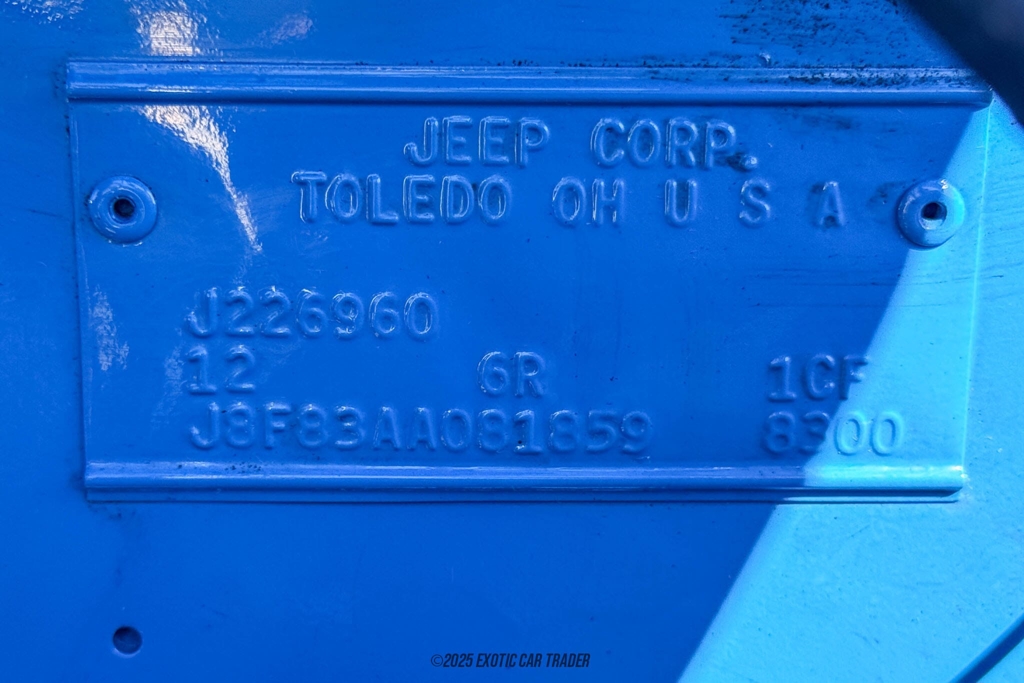 JEEP CORP.
TOLEDO OH U S A
J226960
12 6R 1CF
J8F83AA081859 8300
©2025 EXOTIC CAR TRADER